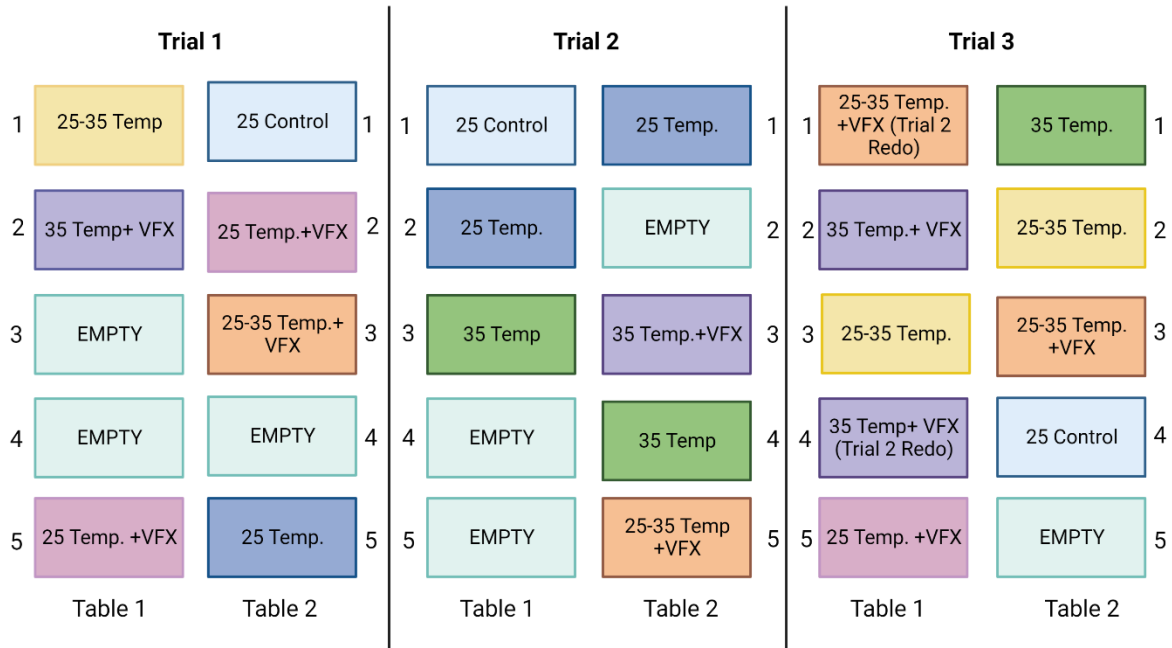 Trial 1
Trial 2
Trial 3
1
25-35 Temp
25 Control
1
1
25 Control
25 Temp.
1
1
25-35 Temp.
+VFX (Trial 2
Redo)
35 Temp.
1
2
35 Temp+ VFX
25 Temp.+VFX
2
2
25 Temp.
EMPTY
2
2
35 Temp.+ VFX
25-35 Temp.
2
3
EMPTY
25-35 Temp.+
VFX
3
3
35 Temp
35 Temp.+VFX
3
3
25-35 Temp.
25-35 Temp.
+VFX
3
4
EMPTY
EMPTY
4
4
EMPTY
35 Temp
4
4
35 Temp+ VFX
(Trial 2 Redo)
25 Control
4
5
25 Temp. +VFX
25 Temp.
5
5
EMPTY
25-35 Temp
+VFX
5
5
25 Temp. +VFX
EMPTY
5
Table 1
Table 2
Table 1
Table 2
Table 1
Table 2